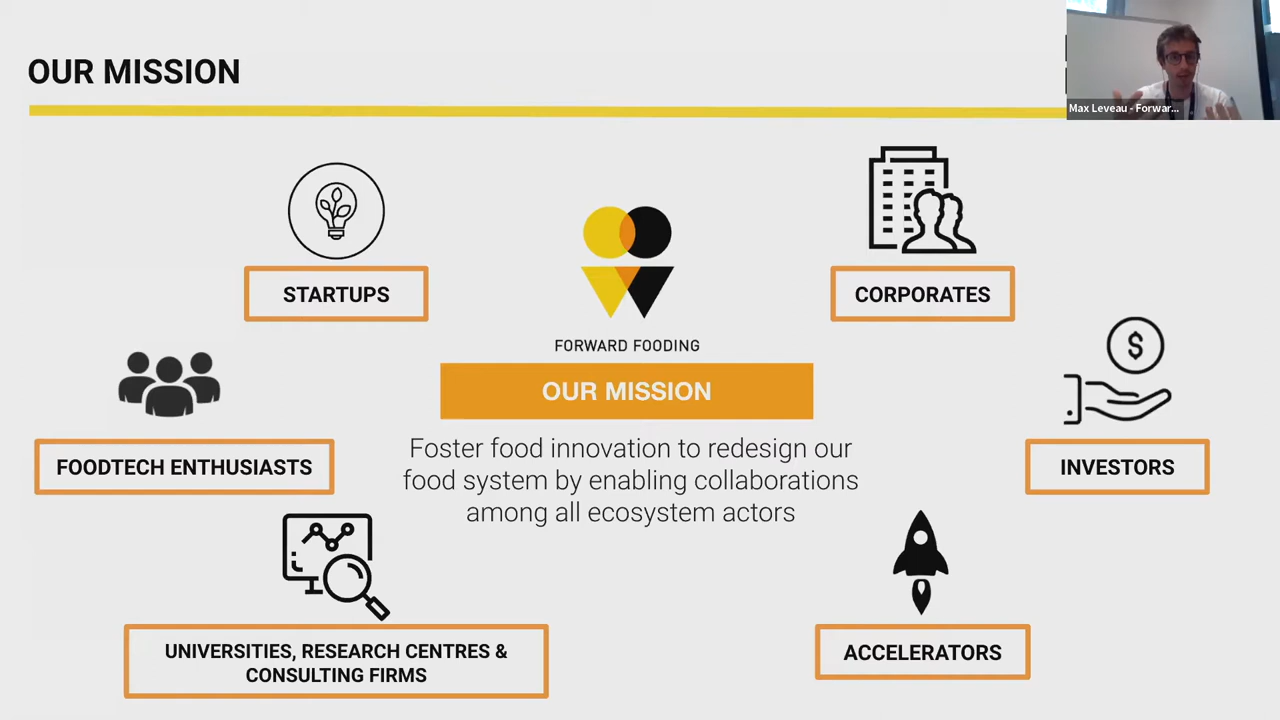 OUR MISSION
Max Leveau - Forwar...
STARTUPS
CORPORATES
$
FORWARD FOODING
OUR MISSION
Foster food innovation to redesign our
food system by enabling collaborations
among all ecosystem actors
FOODTECH ENTHUSIASTS
INVESTORS
UNIVERSITIES, RESEARCH CENTRES &
CONSULTING FIRMS
ACCELERATORS